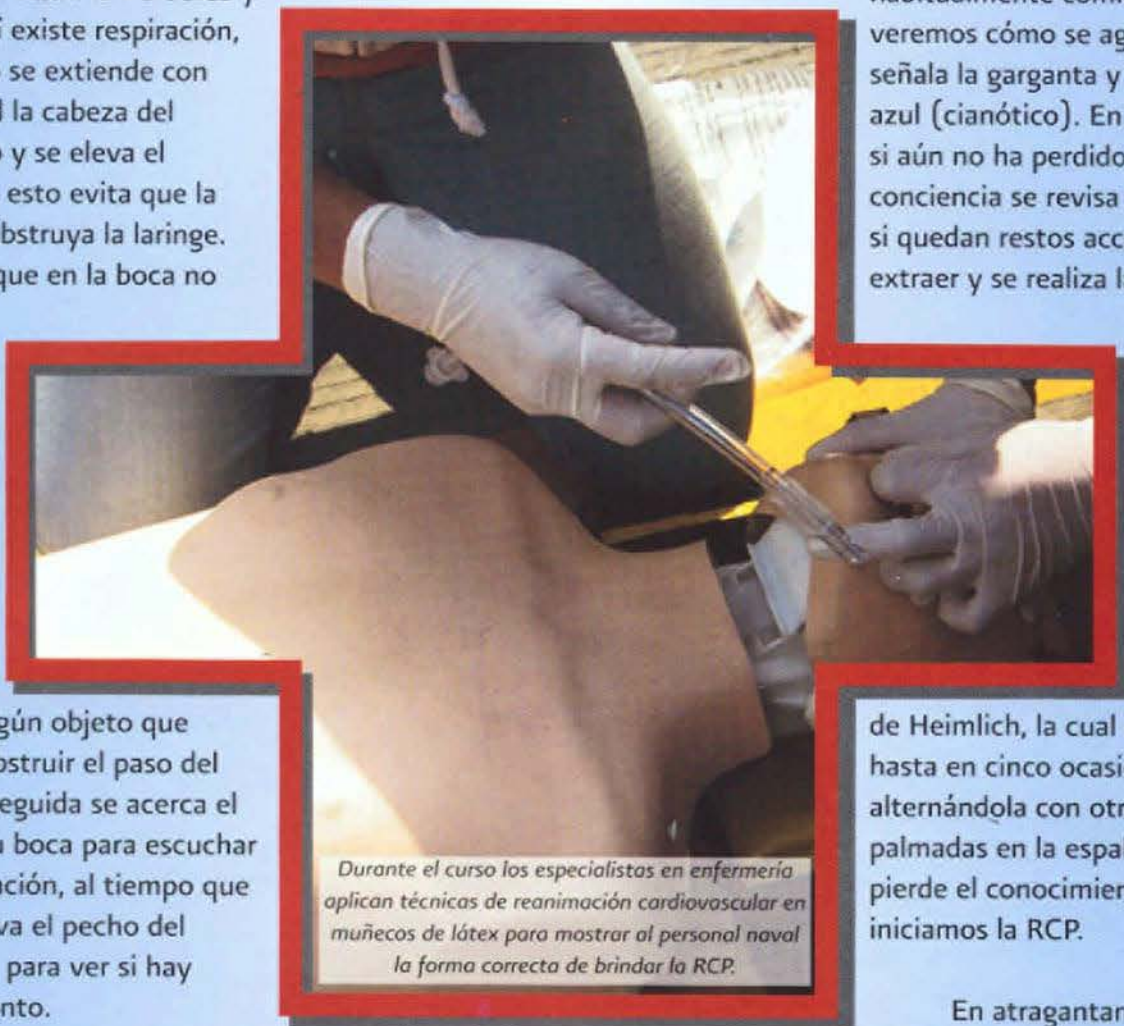 i existe respiración,
se extiende con
la cabeza del
y se eleva el
esto evita que la
bstruya la laringe.
que en la boca no
gún objeto que
bstruir el paso del
eguida se acerca el
boca para escuchar
ación, al tiempo que
va el pecho del
para ver si hay
nto.
Durante el curso los especialistas en enfermería
aplican técnicas de reanimación cardiovascular en
muñecos de látex para mostrar al personal naval
la forma correcta de brindar la RCP.
veremos cómo se ag
señala la garganta y
azul (cianótico). En
si aún no ha perdido
conciencia se revisa
si quedan restos acc
extraer y se realiza l
de Heimlich, la cual
hasta en cinco ocasi
alternándola con otr
palmadas en la espal
pierde el conocimien
iniciamos la RCP.
En atragantar